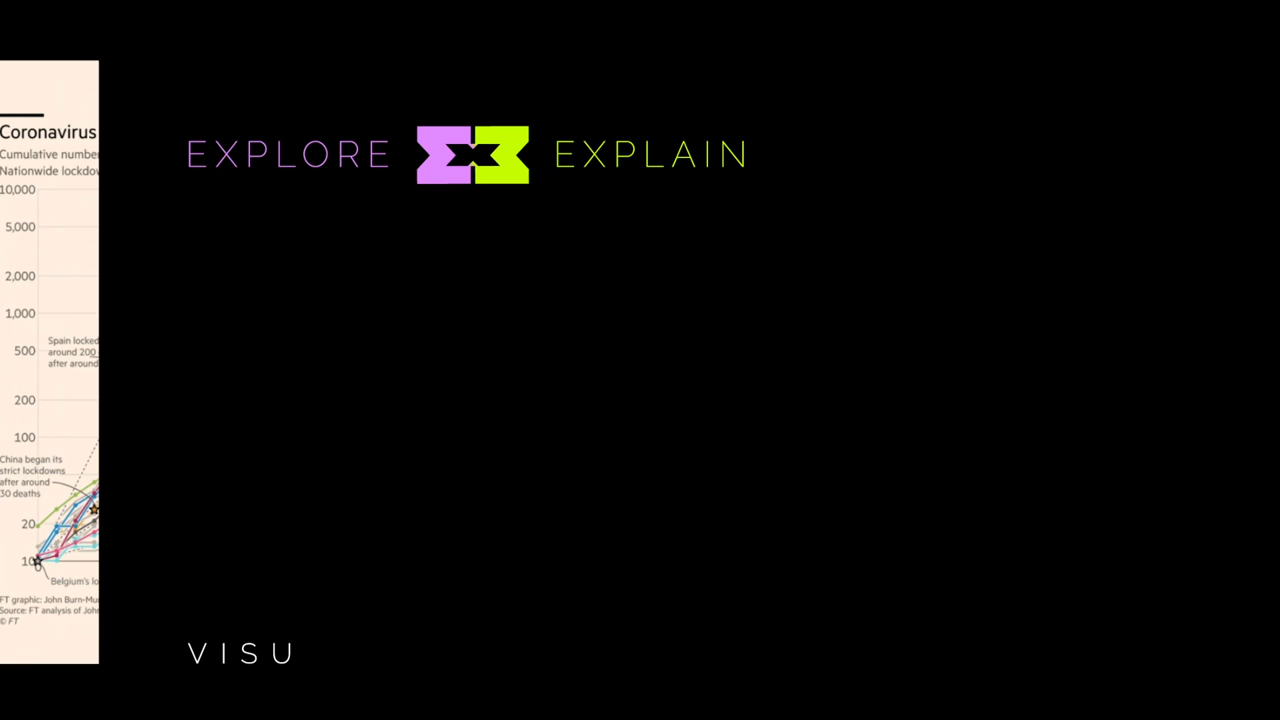 EXPLORE EXPLAIN
Coronavirus
Cumulative number
Nationwide lockdow
10,000
5,000
2,000
1,000
500
Spain locked
around 200
after around
200
100
China began its
strict lockdowns
after around
30 deaths
20
10
0
Belgium's lo
FT graphic: John Burn-Mu
Source: FT analysis of John
© FT
VISU